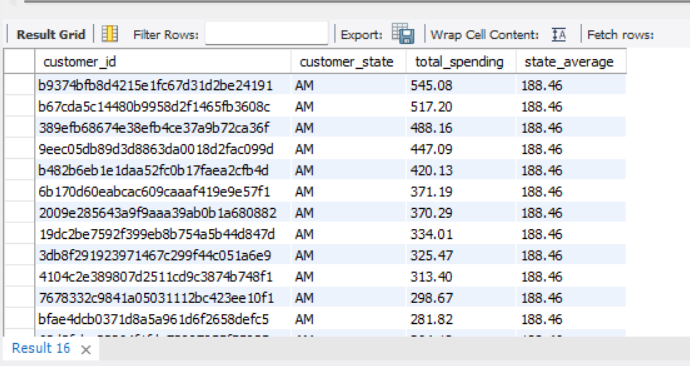 Result Grid Filter Rows: Export: Wrap Cell Content: Fetch rows:
customer_id customer_state total_spending state_average
b9374bfb8d4215e1fc67d31d2be24191 AM 545.08 188.46
b67cda5c14480b9958d2f1465fb3608c AM 517.20 188.46
389efb68674e38efb4ce37a9b72ca36f AM 488.16 188.46
9eec05db89d3d8863da0018d2fac099d AM 447.09 188.46
b482b6eb1e1daa52fc0b17faea2cfb4d AM 420.13 188.46
6b170d60eabcac609caaaf419e9e57f1 AM 371.19 188.46
2009e285643a9f9aaa39ab0b1a680882 AM 370.29 188.46
19dc2be7592f399eb8b754a5b44d847d AM 334.01 188.46
3db8f291923971467c299f44c051a6e9 AM 325.47 188.46
4104c2e389807d2511cd9c3874b748f1 AM 313.40 188.46
7678332c9841a05031112bc423ee10f1 AM 298.67 188.46
bfae4dcb0371d8a5a961d6f2658defc5 AM 281.82 188.46
Result 16